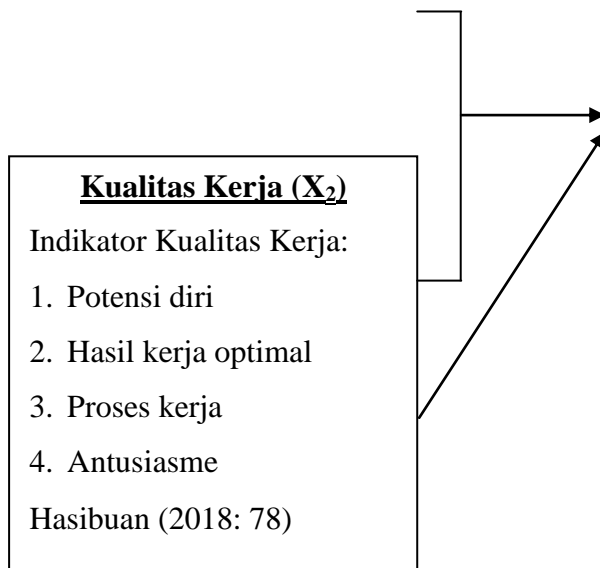 Kualitas Kerja (X₂)
Indikator Kualitas Kerja:
1. Potensi diri
2. Hasil kerja optimal
3. Proses kerja
4. Antusiasme
Hasibuan (2018: 78)